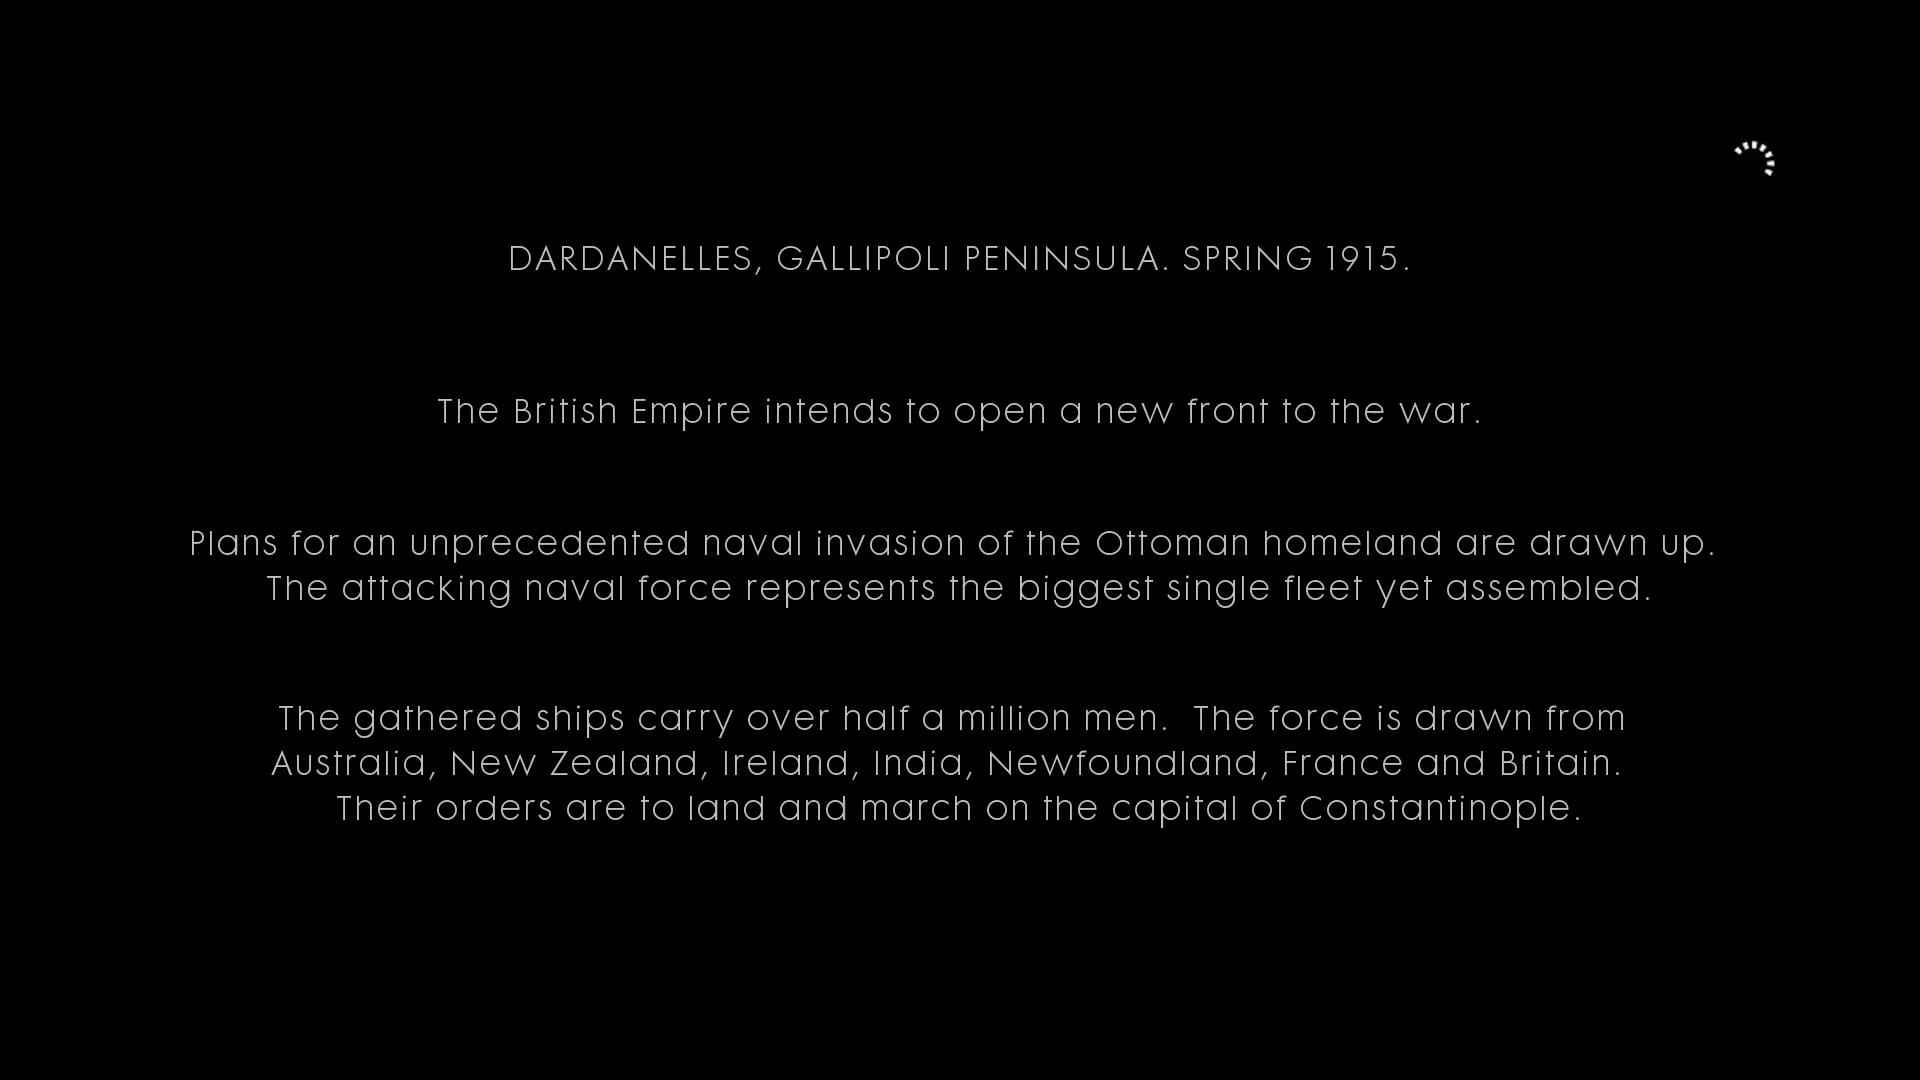 DARDANELLES, GALLIPOLI PENINSULA. SPRING 1915.
The British Empire intends to open a new front to the war.
Plans for an unprecedented naval invasion of the Ottoman homeland are drawn up.
The attacking naval force represents the biggest single fleet yet assembled.
The gathered ships carry over half a million men.  The force is drawn from
Australia, New Zealand, Ireland, India, Newfoundland, France and Britain.
Their orders are to land and march on the capital of Constantinople.